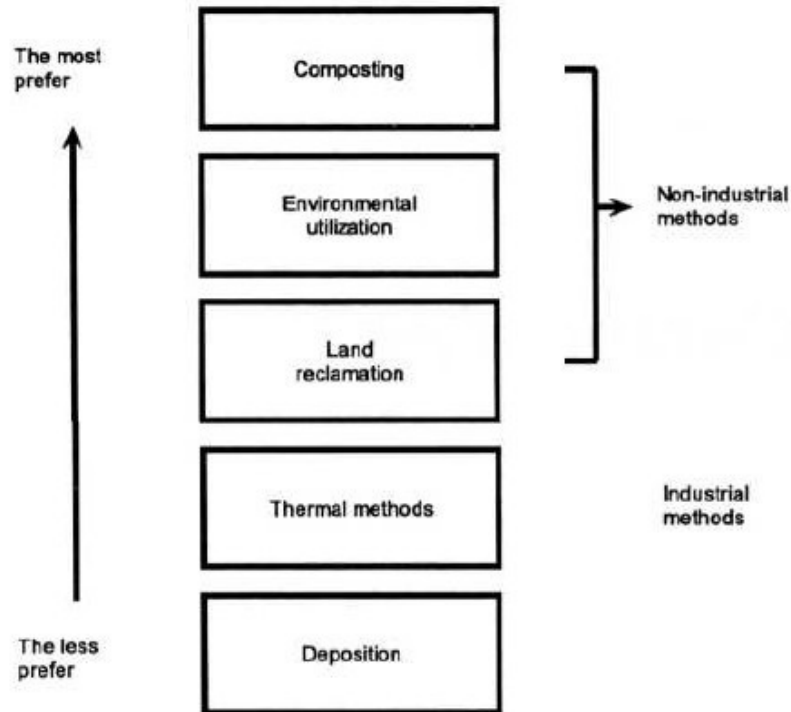 The most
prefer
Composting
Environmental
utilization
Non-industrial
methods
Land
reclamation
Thermal methods
Industrial
methods
The less
prefer
Deposition